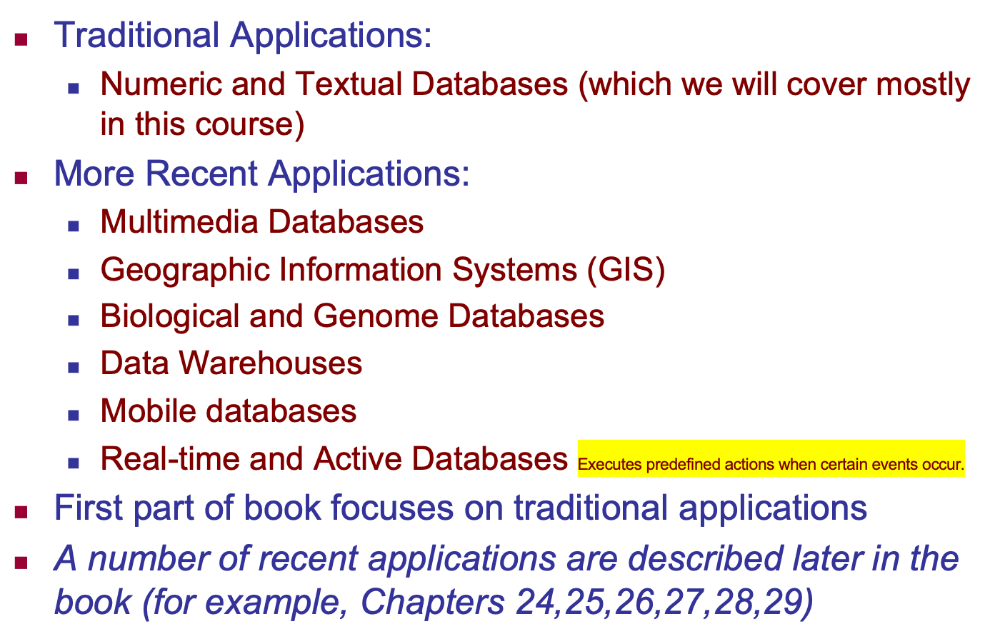 Traditional Applications:
Numeric and Textual Databases (which we will cover mostly
in this course)
More Recent Applications:
Multimedia Databases
Geographic Information Systems (GIS)
Biological and Genome Databases
Data Warehouses
Mobile databases
Real-time and Active Databases Executes predefined actions when certain events occur.
First part of book focuses on traditional applications
A number of recent applications are described later in the
book (for example, Chapters 24,25,26,27,28,29)